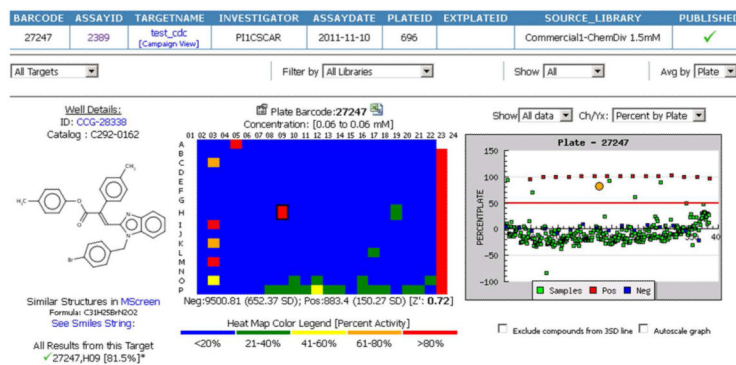 BARCODE ASSAYID TARGETNAME INVESTIGATOR ASSAYDATE PLATEID EXTPLATEID SOURCE_LIBRARY PUBLISHED
27247 2389 test_cdc PI1CSCAR 2011-11-10 696 Commercial1-ChemDiv 1.5mM
[Campaign View]
All Targets Filter by All Libraries Show All Avg by Plate
Well Details:
ID: CCG-28338
Catalog : C292-0162
CH₃
H₃C
O
O
N
N
Br
Similar Structures in MScreen
Formula: C31H25BrN2O2
See Smiles String:
All Results from this Target
27247,H09 [81.5%]*
Plate Barcode:27247
Concentration: [0.06 to 0.06 mM]
01 02 03 04 05 06 07 08 09 10 11 12 13 14 15 16 17 18 19 20 21 22 23 24
A
B
C
D
E
F
G
H
I
J
K
L
M
N
O
P
Neg:9500.81 (652.37 SD); Pos:883.4 (150.27 SD) [Z': 0.72]
Heat Map Color Legend [Percent Activity]
<20% 21-40% 41-60% 61-80% >80%
Show All data Ch/Yx: Percent by Plate
Plate - 27247
PERCENTPLATE
150
100
50
0
-50
-100
40
Samples Pos Neg
Exclude compounds from 3SD line Autoscale graph